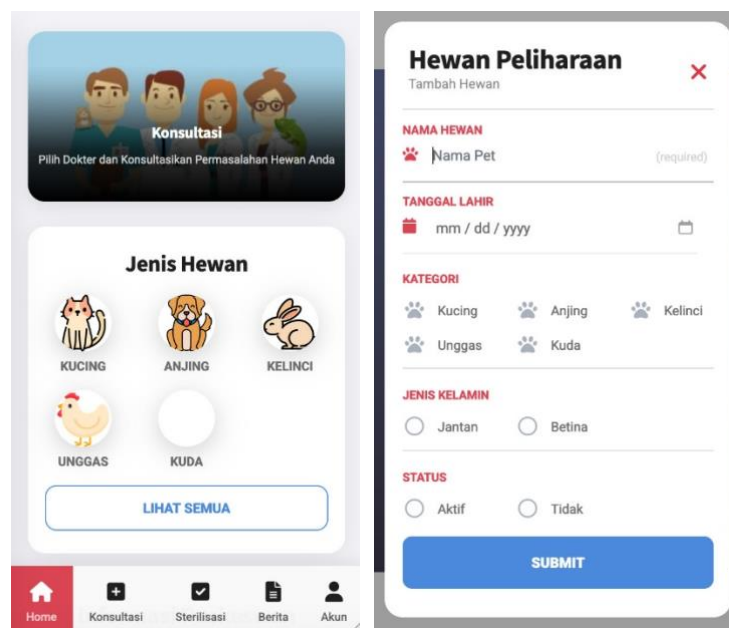 Konsultasi
Pilih Dokter dan Konsultasikan Permasalahan Hewan Anda
Jenis Hewan
KUCING ANJING KELINCI
UNGGAS KUDA
LIHAT SEMUA
Home Konsultasi Sterilisasi Berita Akun
Hewan Peliharaan
Tambah Hewan
NAMA HEWAN
Nama Pet (required)
TANGGAL LAHIR
mm / dd / yyyy
KATEGORI
Kucing Anjing Kelinci
Unggas Kuda
JENIS KELAMIN
Jantan Betina
STATUS
Aktif Tidak
SUBMIT